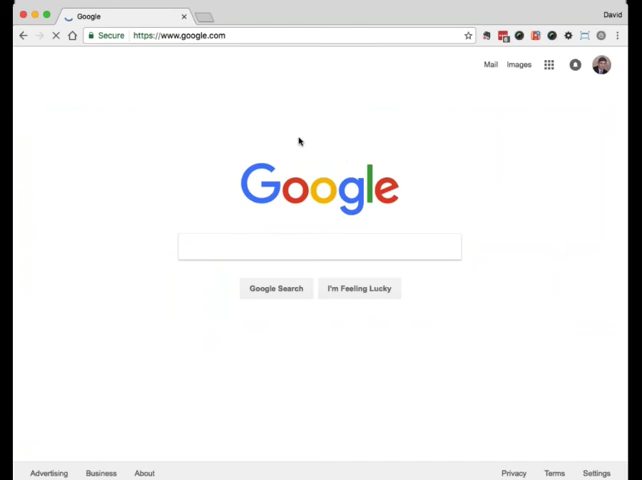 Google
David
Secure https://www.google.com
Mail Images
Google
Google Search I'm Feeling Lucky
Advertising Business About Privacy Terms Settings